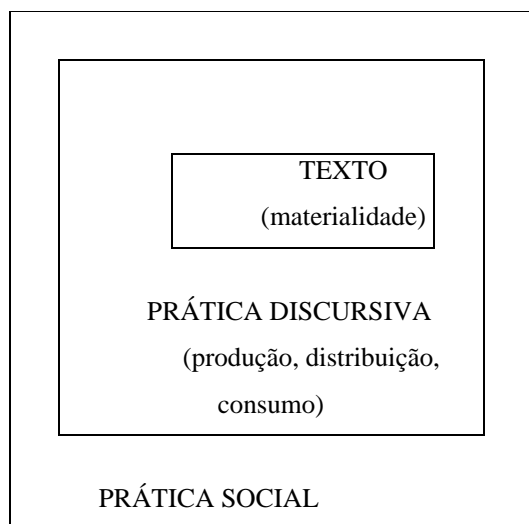 TEXTO
(materialidade)
PRÁTICA DISCURSIVA
(produção, distribuição,
consumo)
PRÁTICA SOCIAL